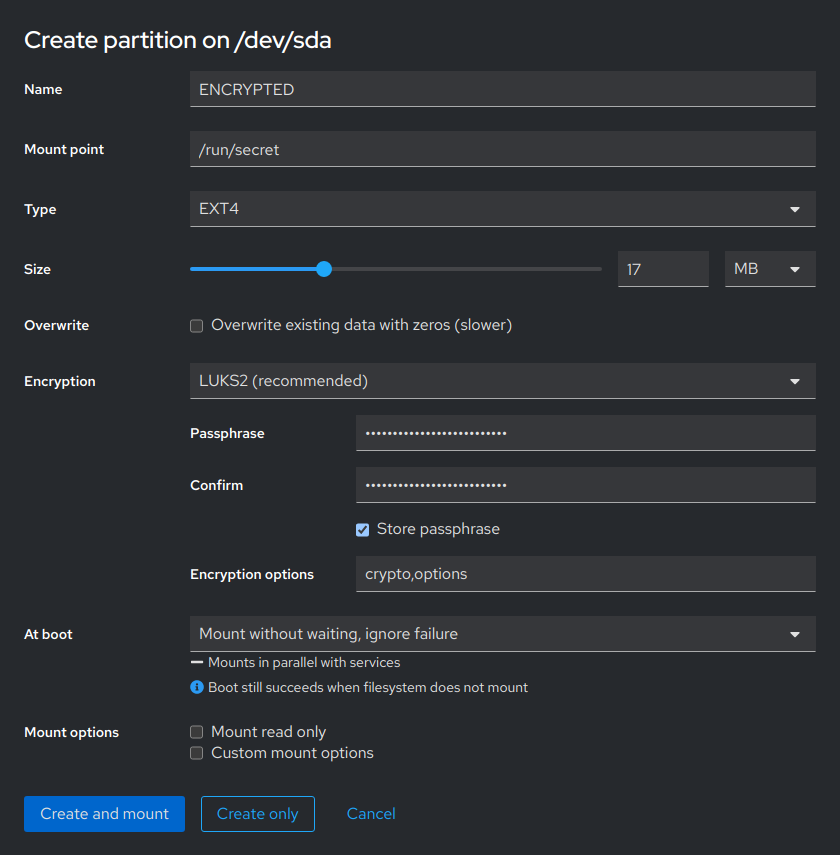 Create partition on /dev/sda
Name ENCRYPTED
Mount point /run/secret
Type EXT4
Size 17 MB
Overwrite Overwrite existing data with zeros (slower)
Encryption LUKS2 (recommended)
Passphrase ••••••••••••••••••••••••••
Confirm ••••••••••••••••••••••••••
Store passphrase
Encryption options crypto,options
At boot Mount without waiting, ignore failure
Mounts in parallel with services
Boot still succeeds when filesystem does not mount
Mount options Mount read only
Custom mount options
Create and mount Create only Cancel